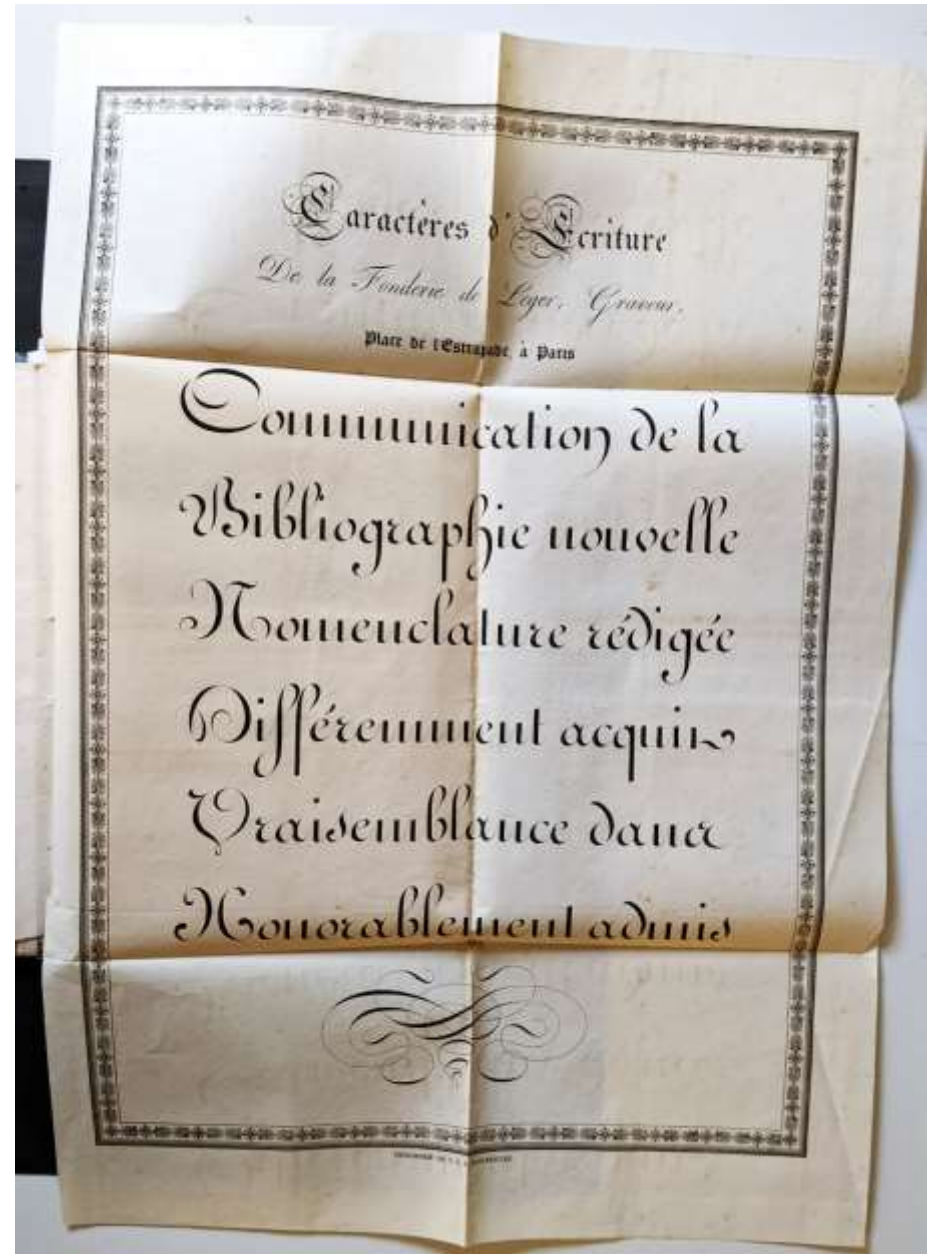 Caractères d'Ecriture
De la Fonderie de Léger, Graveur,
Place de l'Estrapade, à Paris
Communication de la
Bibliographie nouvelle
Nomenclature rédigée
Différemment acquis
Vraisemblance dans
Honorablement admis